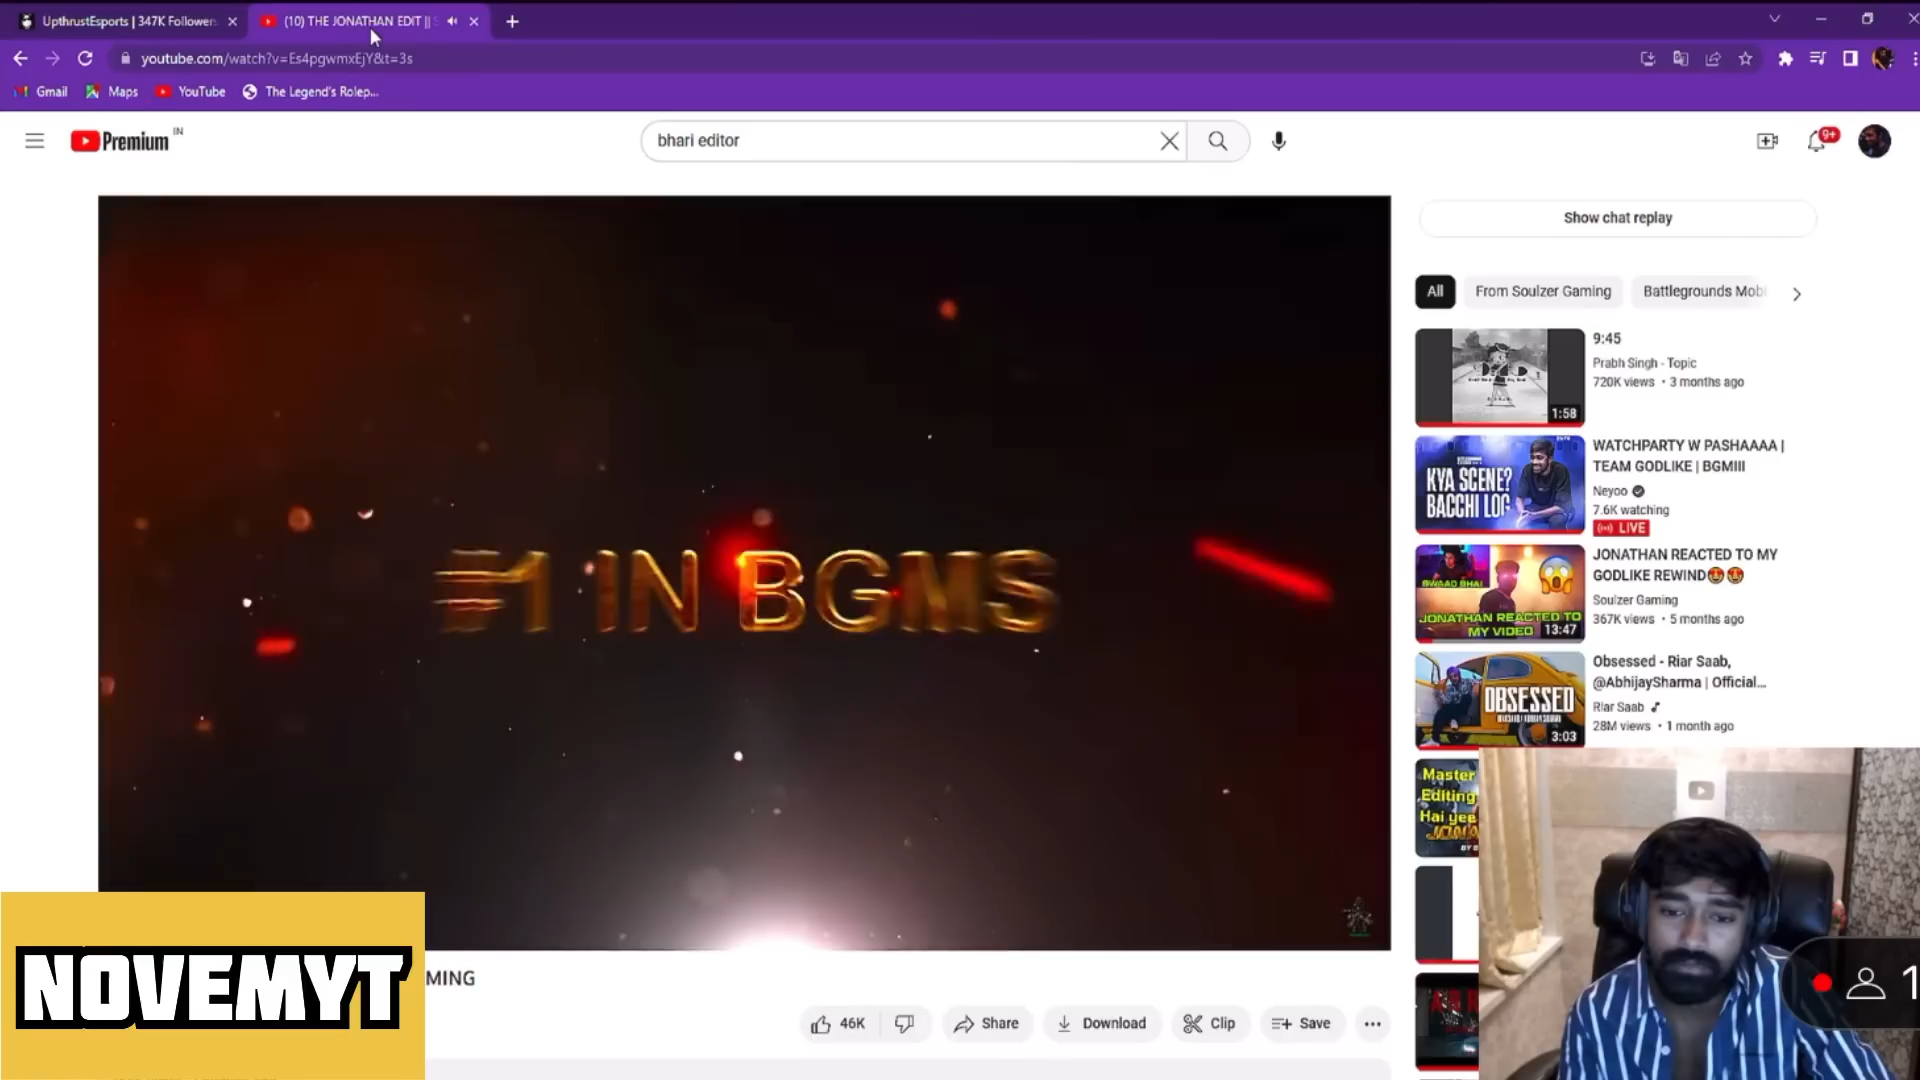 UpthrustEsports | 347K Followers
(10) THE JONATHAN EDIT ||
youtube.com/watch?v=Es4pgwmxEjY&t=3s
Gmail
Maps
YouTube
The Legend's Rolep...
Premium IN
bhari editor
9+
Show chat replay
All
From Soulzer Gaming
Battlegrounds Mobi
#1 IN BGMS
9:45
Prabh Singh - Topic
720K views • 3 months ago
1:58
KYA SCENE?
BACCHI LOG
WATCHPARTY W PASHAAAA |
TEAM GODLIKE | BGMIII
Neyoo
7.6K watching
LIVE
SWAAD BHAI
JONATHAN REACTED TO
MY VIDEO
13:47
JONATHAN REACTED TO MY
GODLIKE REWIND😍😍
Soulzer Gaming
367K views • 5 months ago
OBSESSED
3:03
Obsessed - Riar Saab,
@AbhijaySharma | Official...
Riar Saab
28M views • 1 month ago
Master
Editing
Hai yee
NOVEMYT
MING
46K
Share
Download
Clip
Save
1